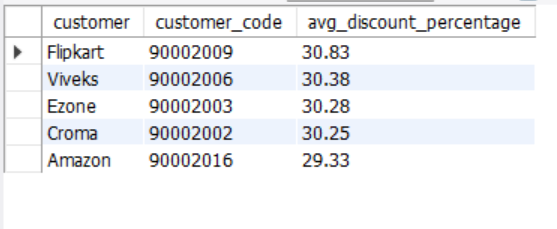 customer customer_code avg_discount_percentage
Flipkart 90002009 30.83
Viveks 90002006 30.38
Ezone 90002003 30.28
Croma 90002002 30.25
Amazon 90002016 29.33